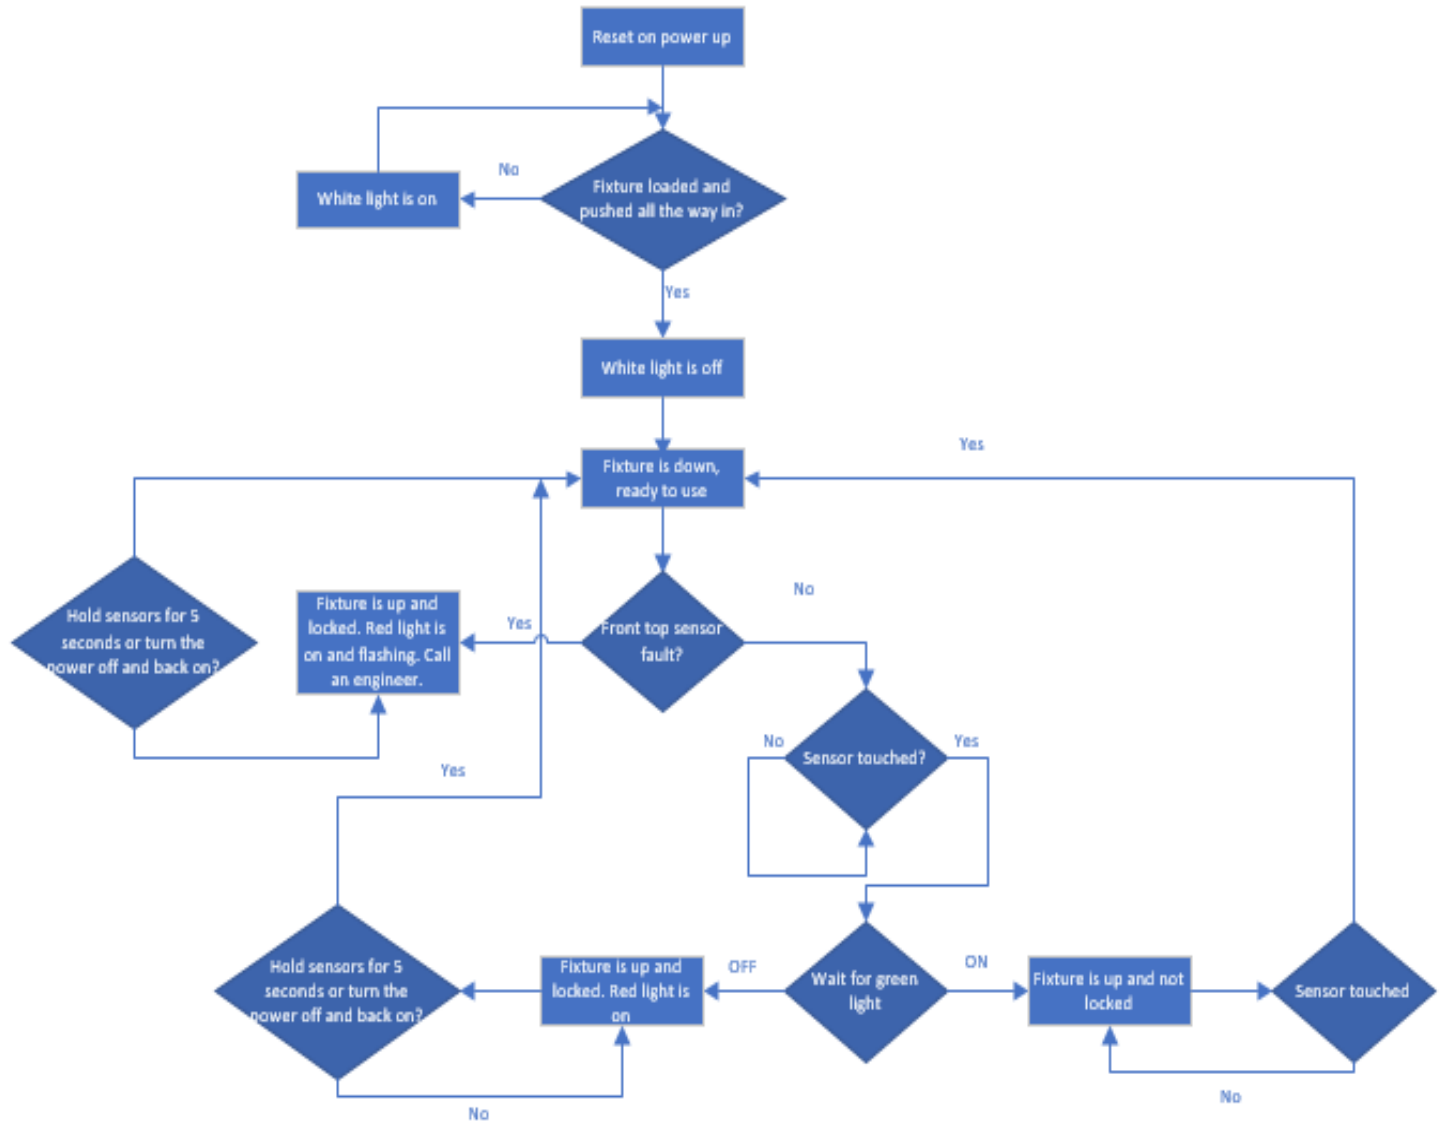 Reset on power up
No
White light is on
Fixture loaded and
pushed all the way in?
Yes
White light is off
Yes
Fixture is down,
ready to use
Hold sensors for 5
seconds or turn the
power off and back on?
Fixture is up and
locked. Red light is
on and flashing. Call
an engineer.
Yes
Front top sensor
fault?
No
No
Sensor touched?
Yes
Yes
Hold sensors for 5
seconds or turn the
power off and back on?
No
Fixture is up and
locked. Red light is
on
OFF
Wait for green
light
ON
Fixture is up and not
locked
Sensor touched
No